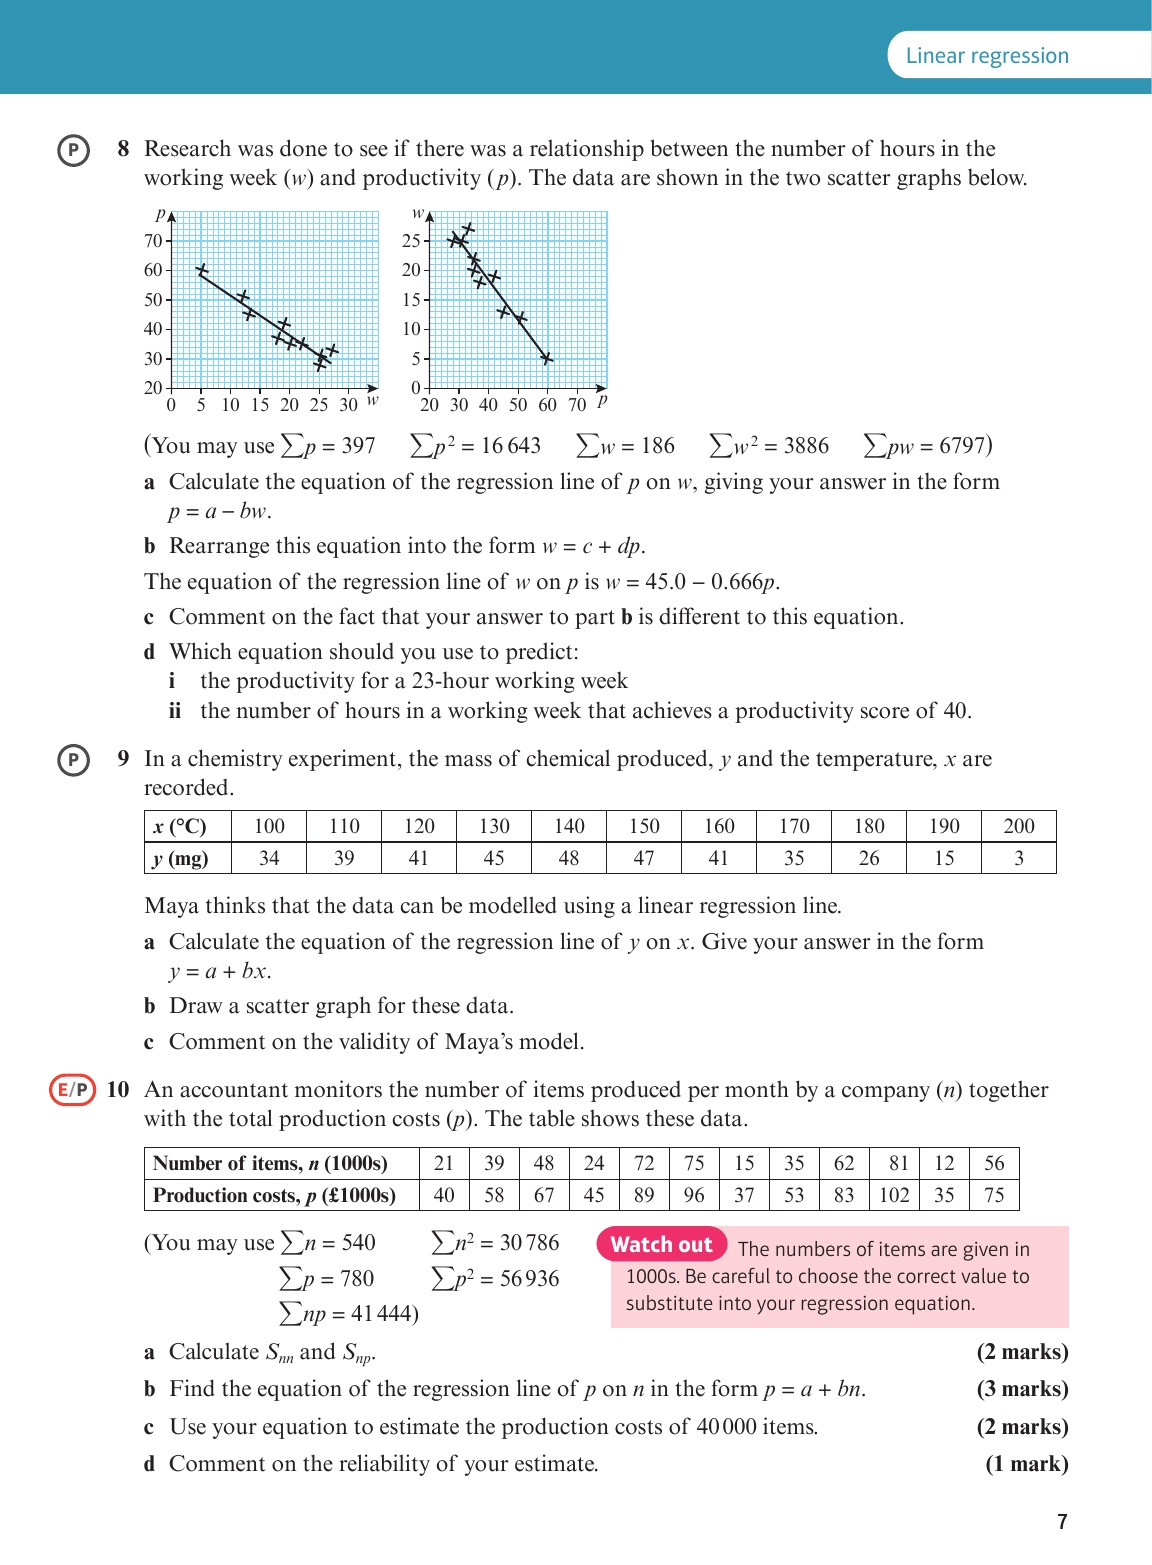 Linear regression
P
8 Research was done to see if there was a relationship between the number of hours in the
working week (w) and productivity (p). The data are shown in the two scatter graphs below.
p
70
60
50
40
30
20
0 5 10 15 20 25 30 w
w
25
20
15
10
5
0
20 30 40 50 60 70 p
(You may use ∑p = 397 ∑p² = 16 643 ∑w = 186 ∑w² = 3886 ∑pw = 6797)
a Calculate the equation of the regression line of p on w, giving your answer in the form
p = a − bw.
b Rearrange this equation into the form w = c + dp.
The equation of the regression line of w on p is w = 45.0 − 0.666p.
c Comment on the fact that your answer to part b is different to this equation.
d Which equation should you use to predict:
i the productivity for a 23-hour working week
ii the number of hours in a working week that achieves a productivity score of 40.
P
9 In a chemistry experiment, the mass of chemical produced, y and the temperature, x are
recorded.
x (°C) 100 110 120 130 140 150 160 170 180 190 200
y (mg) 34 39 41 45 48 47 41 35 26 15 3
Maya thinks that the data can be modelled using a linear regression line.
a Calculate the equation of the regression line of y on x. Give your answer in the form
y = a + bx.
b Draw a scatter graph for these data.
c Comment on the validity of Maya's model.
E/P
10 An accountant monitors the number of items produced per month by a company (n) together
with the total production costs (p). The table shows these data.
Number of items, n (1000s) 21 39 48 24 72 75 15 35 62 81 12 56
Production costs, p (£1000s) 40 58 67 45 89 96 37 53 83 102 35 75
(You may use ∑n = 540 ∑n² = 30 786
∑p = 780 ∑p² = 56 936
∑np = 41 444)
Watch out The numbers of items are given in
1000s. Be careful to choose the correct value to
substitute into your regression equation.
a Calculate Sₙₙ and Sₙₚ. (2 marks)
b Find the equation of the regression line of p on n in the form p = a + bn. (3 marks)
c Use your equation to estimate the production costs of 40 000 items. (2 marks)
d Comment on the reliability of your estimate. (1 mark)
7